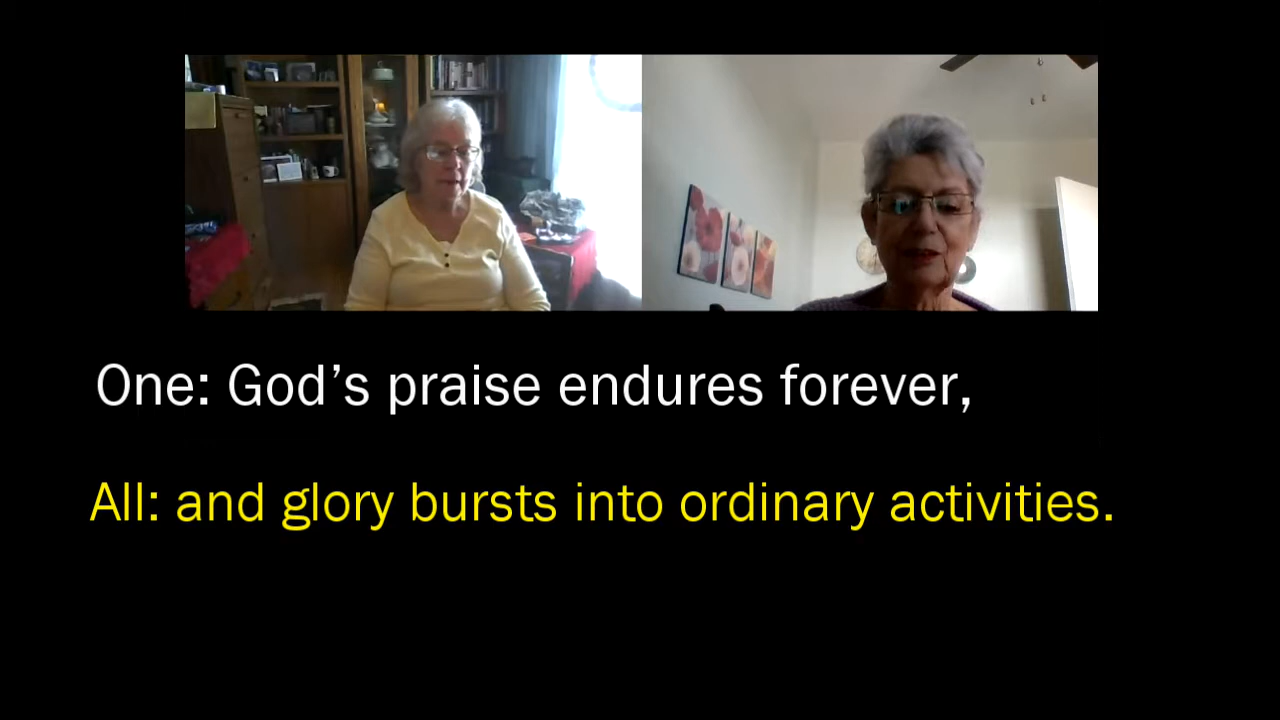 One: God’s praise endures forever,
All: and glory bursts into ordinary activities.